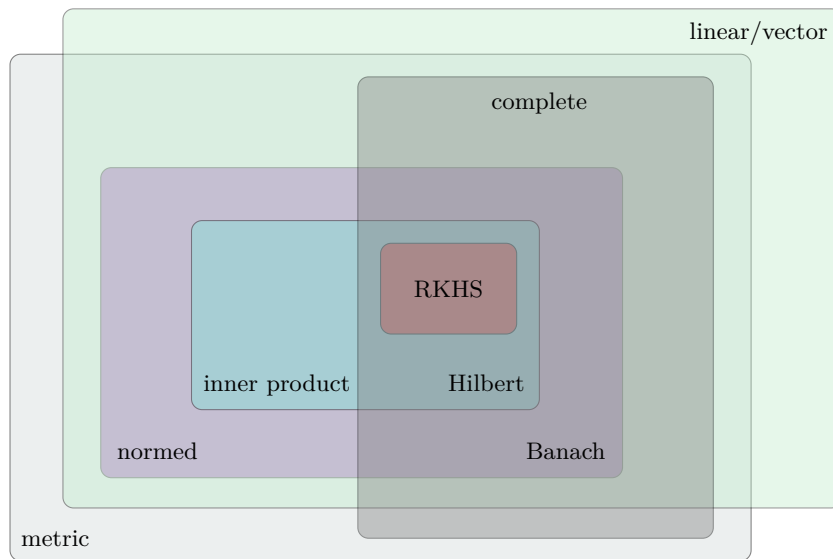 linear/vector
complete
RKHS
inner product
Hilbert
normed
Banach
metric